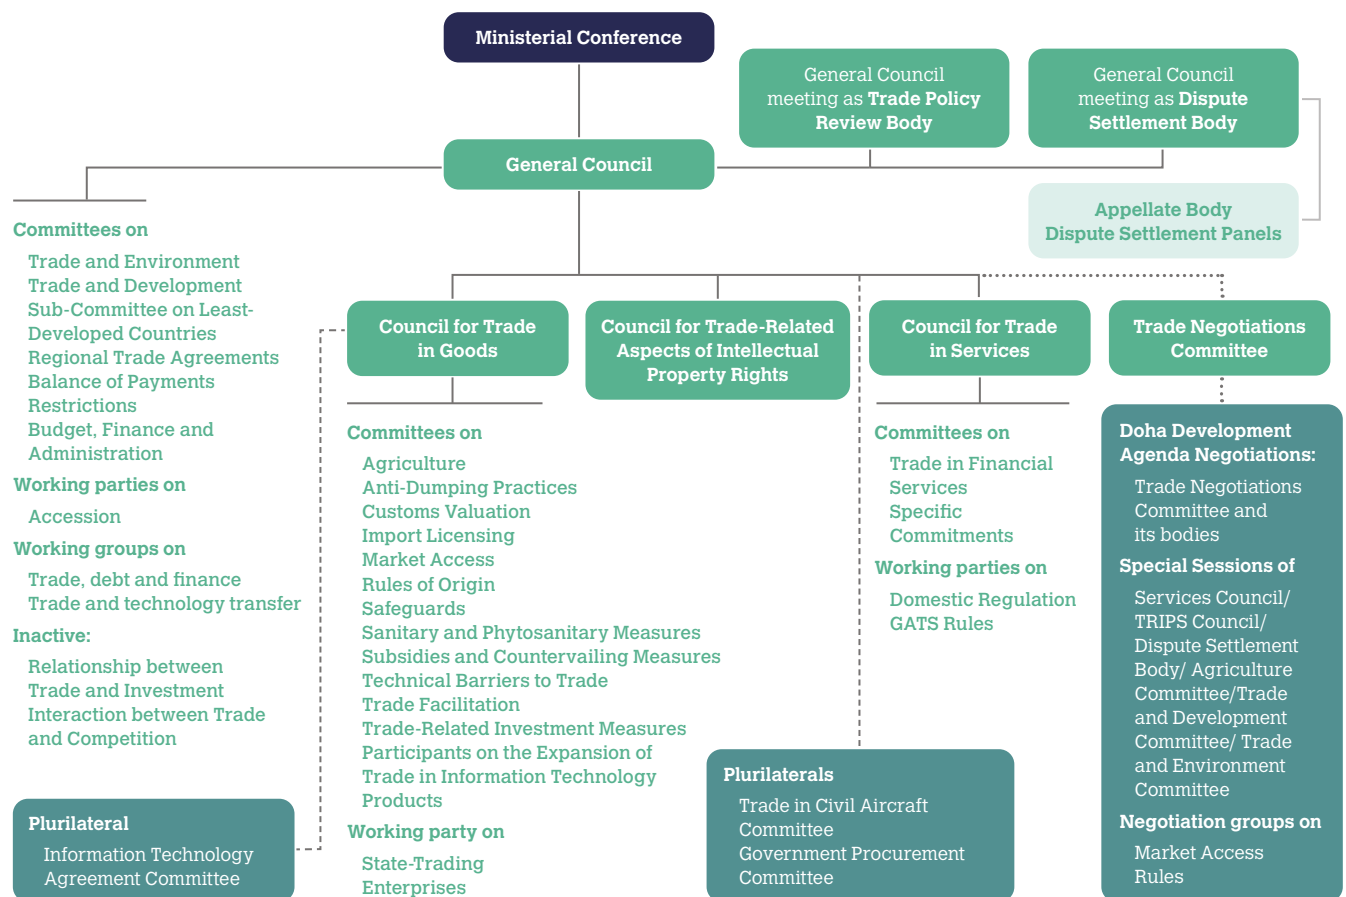 Ministerial Conference
General Council
meeting as Trade Policy
Review Body
General Council
meeting as Dispute
Settlement Body
General Council
Appellate Body
Dispute Settlement Panels
Committees on
Trade and Environment
Trade and Development
Sub-Committee on Least-
Developed Countries
Regional Trade Agreements
Balance of Payments
Restrictions
Budget, Finance and
Administration
Working parties on
Accession
Working groups on
Trade, debt and finance
Trade and technology transfer
Inactive:
Relationship between
Trade and Investment
Interaction between Trade
and Competition
Plurilateral
Information Technology
Agreement Committee
Council for Trade
in Goods
Committees on
Agriculture
Anti-Dumping Practices
Customs Valuation
Import Licensing
Market Access
Rules of Origin
Safeguards
Sanitary and Phytosanitary Measures
Subsidies and Countervailing Measures
Technical Barriers to Trade
Trade Facilitation
Trade-Related Investment Measures
Participants on the Expansion of
Trade in Information Technology
Products
Working party on
State-Trading
Enterprises
Council for Trade-Related
Aspects of Intellectual
Property Rights
Plurilaterals
Trade in Civil Aircraft
Committee
Government Procurement
Committee
Council for Trade
in Services
Committees on
Trade in Financial
Services
Specific
Commitments
Working parties on
Domestic Regulation
GATS Rules
Trade Negotiations
Committee
Doha Development
Agenda Negotiations:
Trade Negotiations
Committee and
its bodies
Special Sessions of
Services Council/
TRIPS Council/
Dispute Settlement
Body/ Agriculture
Committee/Trade
and Development
Committee/ Trade
and Environment
Committee
Negotiation groups on
Market Access
Rules